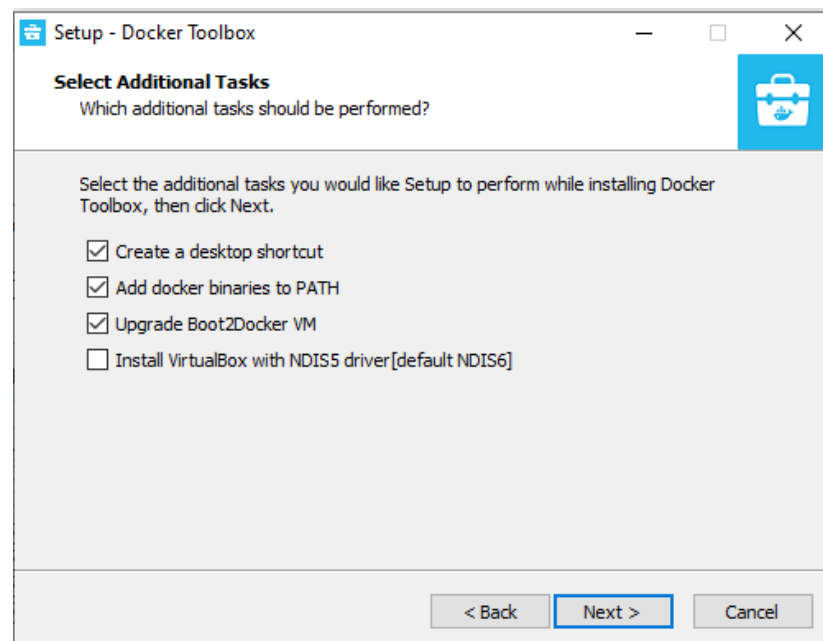 Setup - Docker Toolbox
Select Additional Tasks
Which additional tasks should be performed?
Select the additional tasks you would like Setup to perform while installing Docker
Toolbox, then click Next.
Create a desktop shortcut
Add docker binaries to PATH
Upgrade Boot2Docker VM
Install VirtualBox with NDIS5 driver[default NDIS6]
< Back
Next >
Cancel